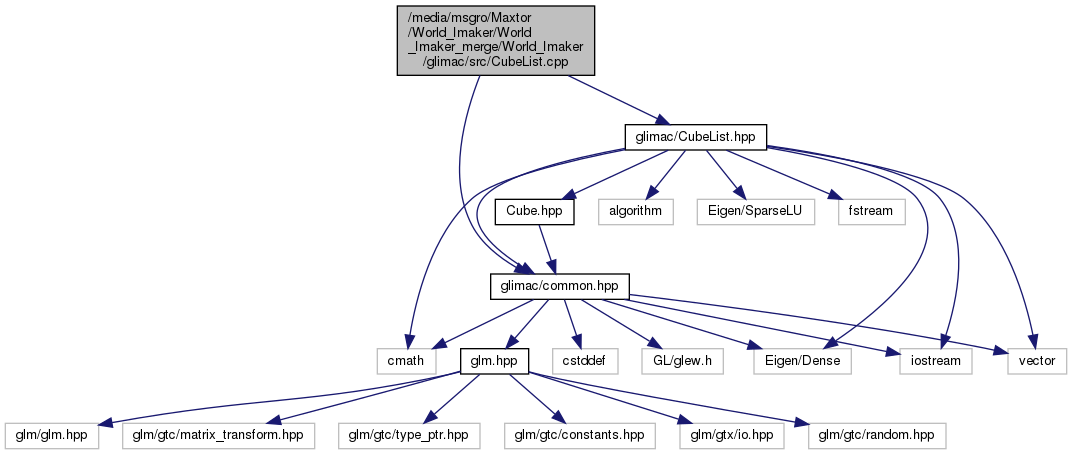 /media/msgro/Maxtor
/World_Imaker/World
_Imaker_merge/World_Imaker
/glimac/src/CubeList.cpp
glimac/CubeList.hpp
Cube.hpp
algorithm
Eigen/SparseLU
fstream
glimac/common.hpp
cmath
glm.hpp
cstddef
GL/glew.h
Eigen/Dense
iostream
vector
glm/glm.hpp
glm/gtc/matrix_transform.hpp
glm/gtc/type_ptr.hpp
glm/gtc/constants.hpp
glm/gtx/io.hpp
glm/gtc/random.hpp